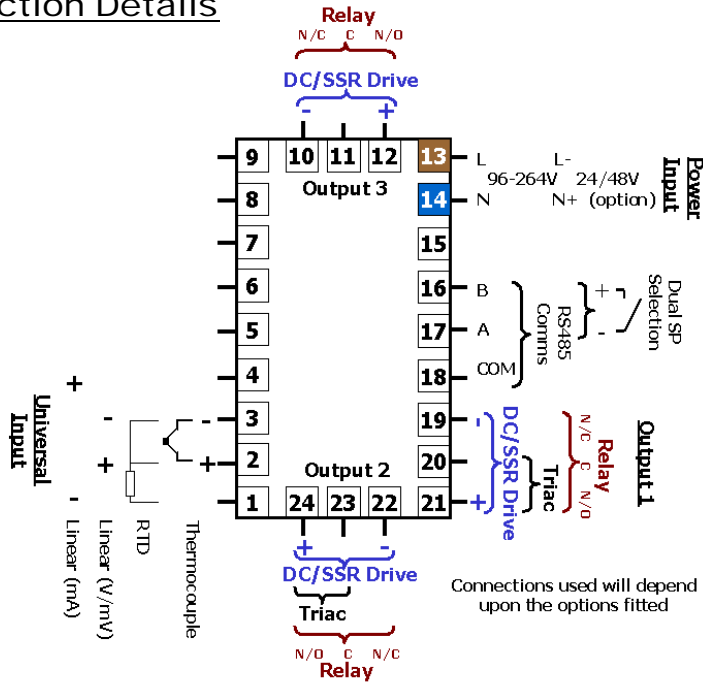 ction Details
Relay
N/C C N/O
DC/SSR Drive
- +
9 10 11 12 13
Output 3
L L-
96-264V 24/48V
N N+ (option)
Power
Input
8 14
7 15
6 16
B
5 17
A
4 18
COM
RS485
Comms
+
-
Dual SP
Selection
3 19
2 20
Output 2
1 24 23 22 21
+
-
Universal
Input
-
+
-
+
Linear (mA)
Linear (V/mV)
RTD
Thermocouple
-
+
DC/SSR Drive
Triac
N/C C N/O
Relay
Output 1
+ -
DC/SSR Drive
Triac
N/O C N/C
Relay
Connections used will depend
upon the options fitted